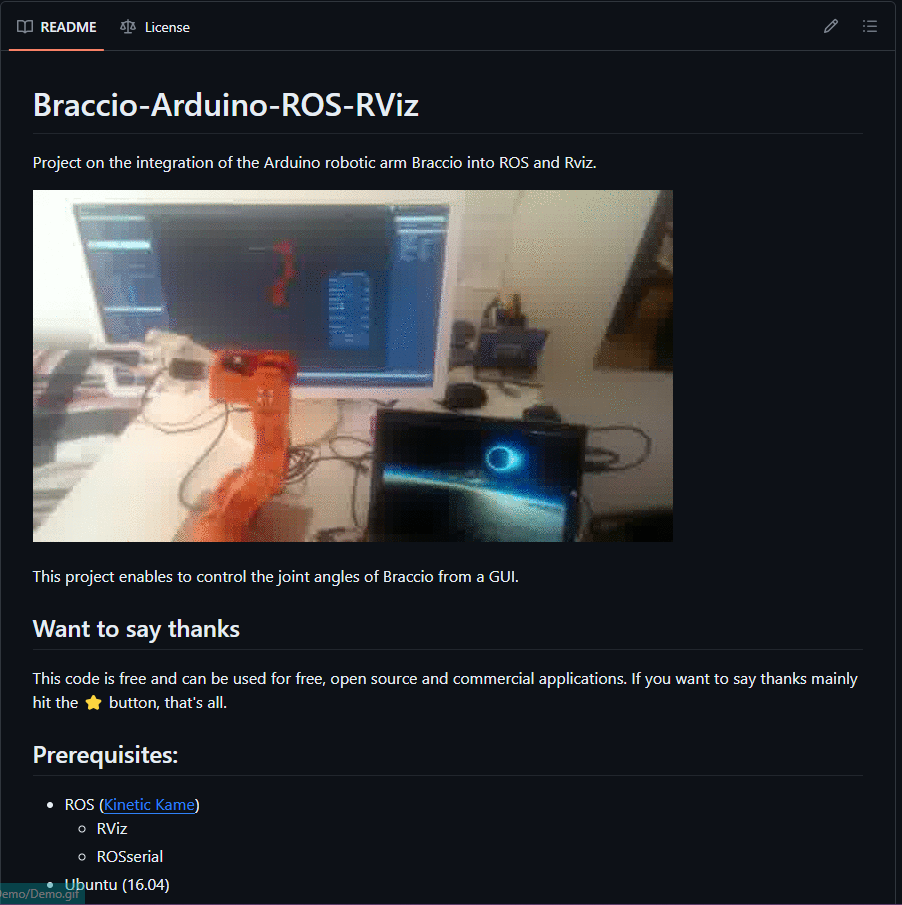 README
License
Braccio-Arduino-ROS-RViz
Project on the integration of the Arduino robotic arm Braccio into ROS and Rviz.
This project enables to control the joint angles of Braccio from a GUI.
Want to say thanks
This code is free and can be used for free, open source and commercial applications. If you want to say thanks mainly
hit the ⭐ button, that's all.
Prerequisites:
ROS (Kinetic Kame)
RViz
ROSserial
Ubuntu (16.04)
emo/Demo.gif